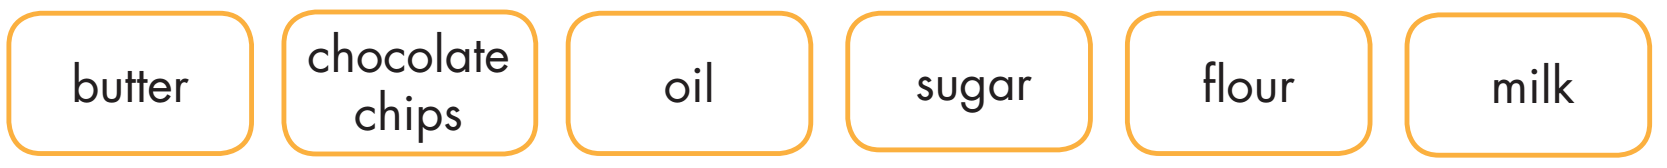 butter
chocolate
chips
oil
sugar
flour
milk